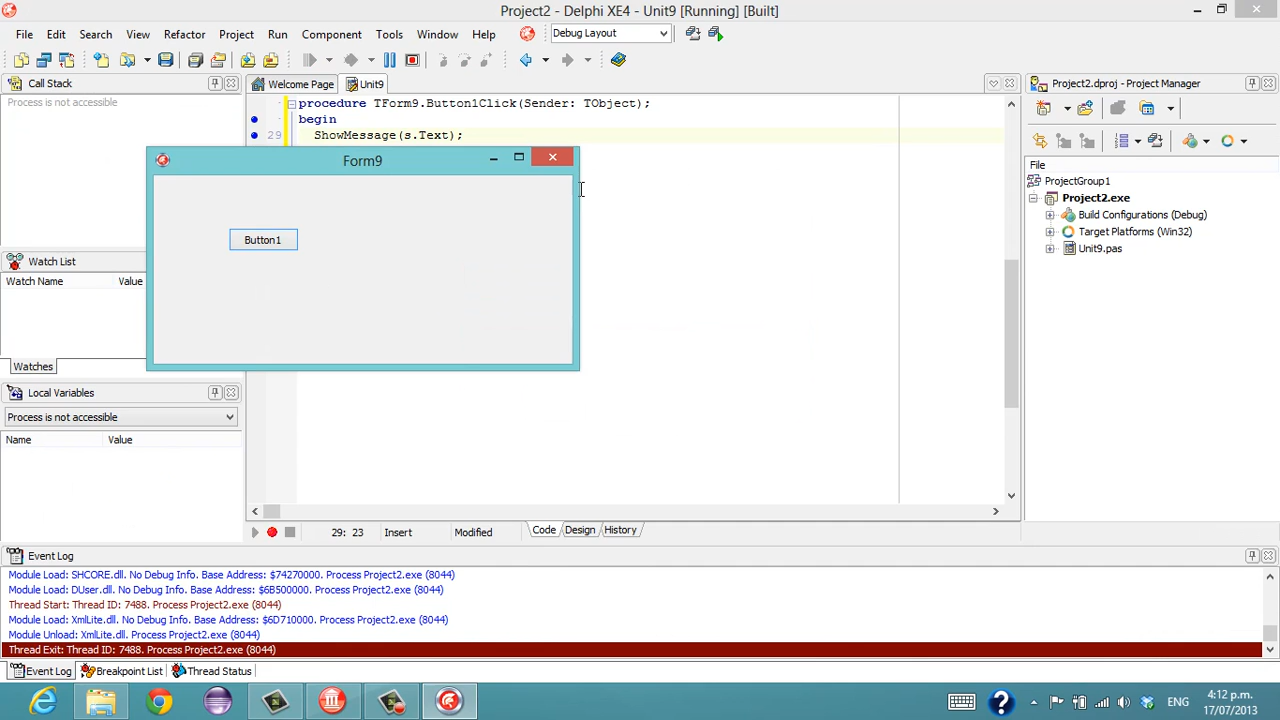 Project2 - Delphi XE4 - Unit9 [Running] [Built]
File Edit Search View Refactor Project Run Component Tools Window Help
Debug Layout
Call Stack
Process is not accessible
Welcome Page
Unit9
procedure TForm9.Button1Click(Sender: TObject);
begin
29
ShowMessage(s.Text);
Form9
Button1
Watch List
Watch Name Value
Watches
Local Variables
Process is not accessible
Name Value
29: 23 Insert Modified
Code Design History
Project2.dproj - Project Manager
File
ProjectGroup1
Project2.exe
Build Configurations (Debug)
Target Platforms (Win32)
Unit9.pas
Event Log
Module Load: SHCORE.dll. No Debug Info. Base Address: $74270000. Process Project2.exe (8044)
Module Load: DUser.dll. No Debug Info. Base Address: $6B500000. Process Project2.exe (8044)
Thread Start: Thread ID: 7488. Process Project2.exe (8044)
Module Load: XmlLite.dll. No Debug Info. Base Address: $6D710000. Process Project2.exe (8044)
Module Unload: XmlLite.dll. Process Project2.exe (8044)
Thread Exit: Thread ID: 7488. Process Project2.exe (8044)
Event Log Breakpoint List Thread Status
ENG
4:12 p.m.
17/07/2013